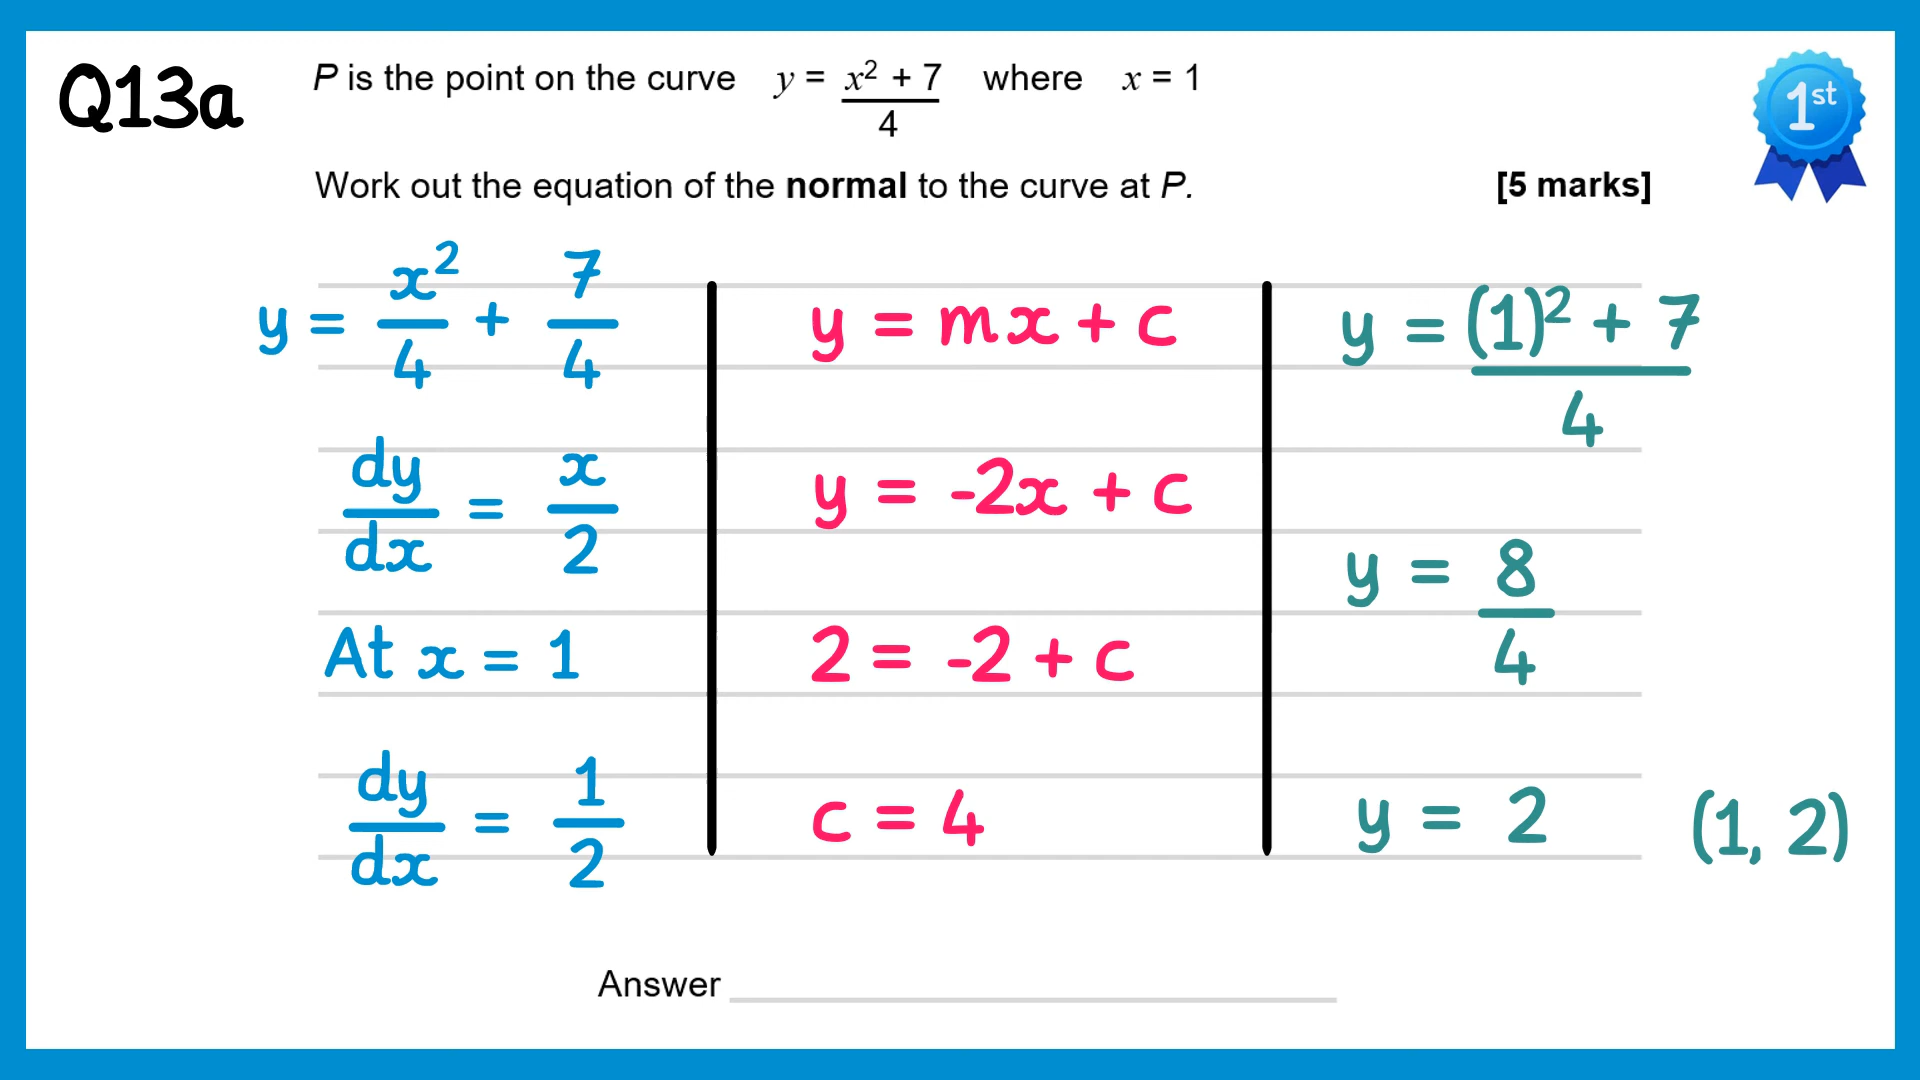 Q13a
P is the point on the curve y = (x² + 7)/4 where x = 1
1st
Work out the equation of the normal to the curve at P. [5 marks]
y = x²/4 + 7/4
dy/dx = x/2
At x = 1
dy/dx = 1/2
y = mx + c
y = -2x + c
2 = -2 + c
c = 4
y = ((1)² + 7)/4
y = 8/4
y = 2 (1, 2)
Answer